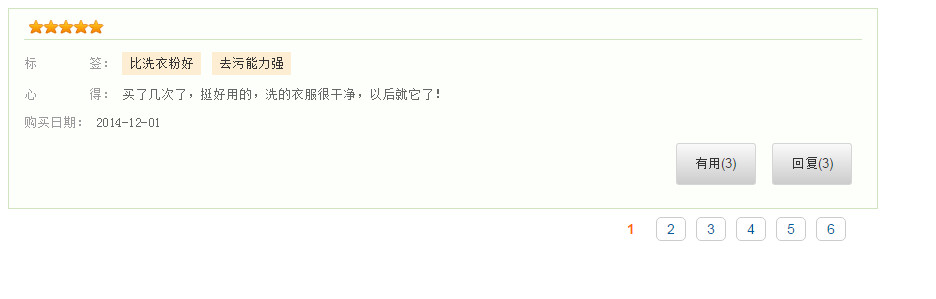 标 签： 比洗衣粉好 去污能力强
心 得： 买了几次了，挺好用的，洗的衣服很干净，以后就它了！
购买日期： 2014-12-01
有用(3) 回复(3)
1 2 3 4 5 6